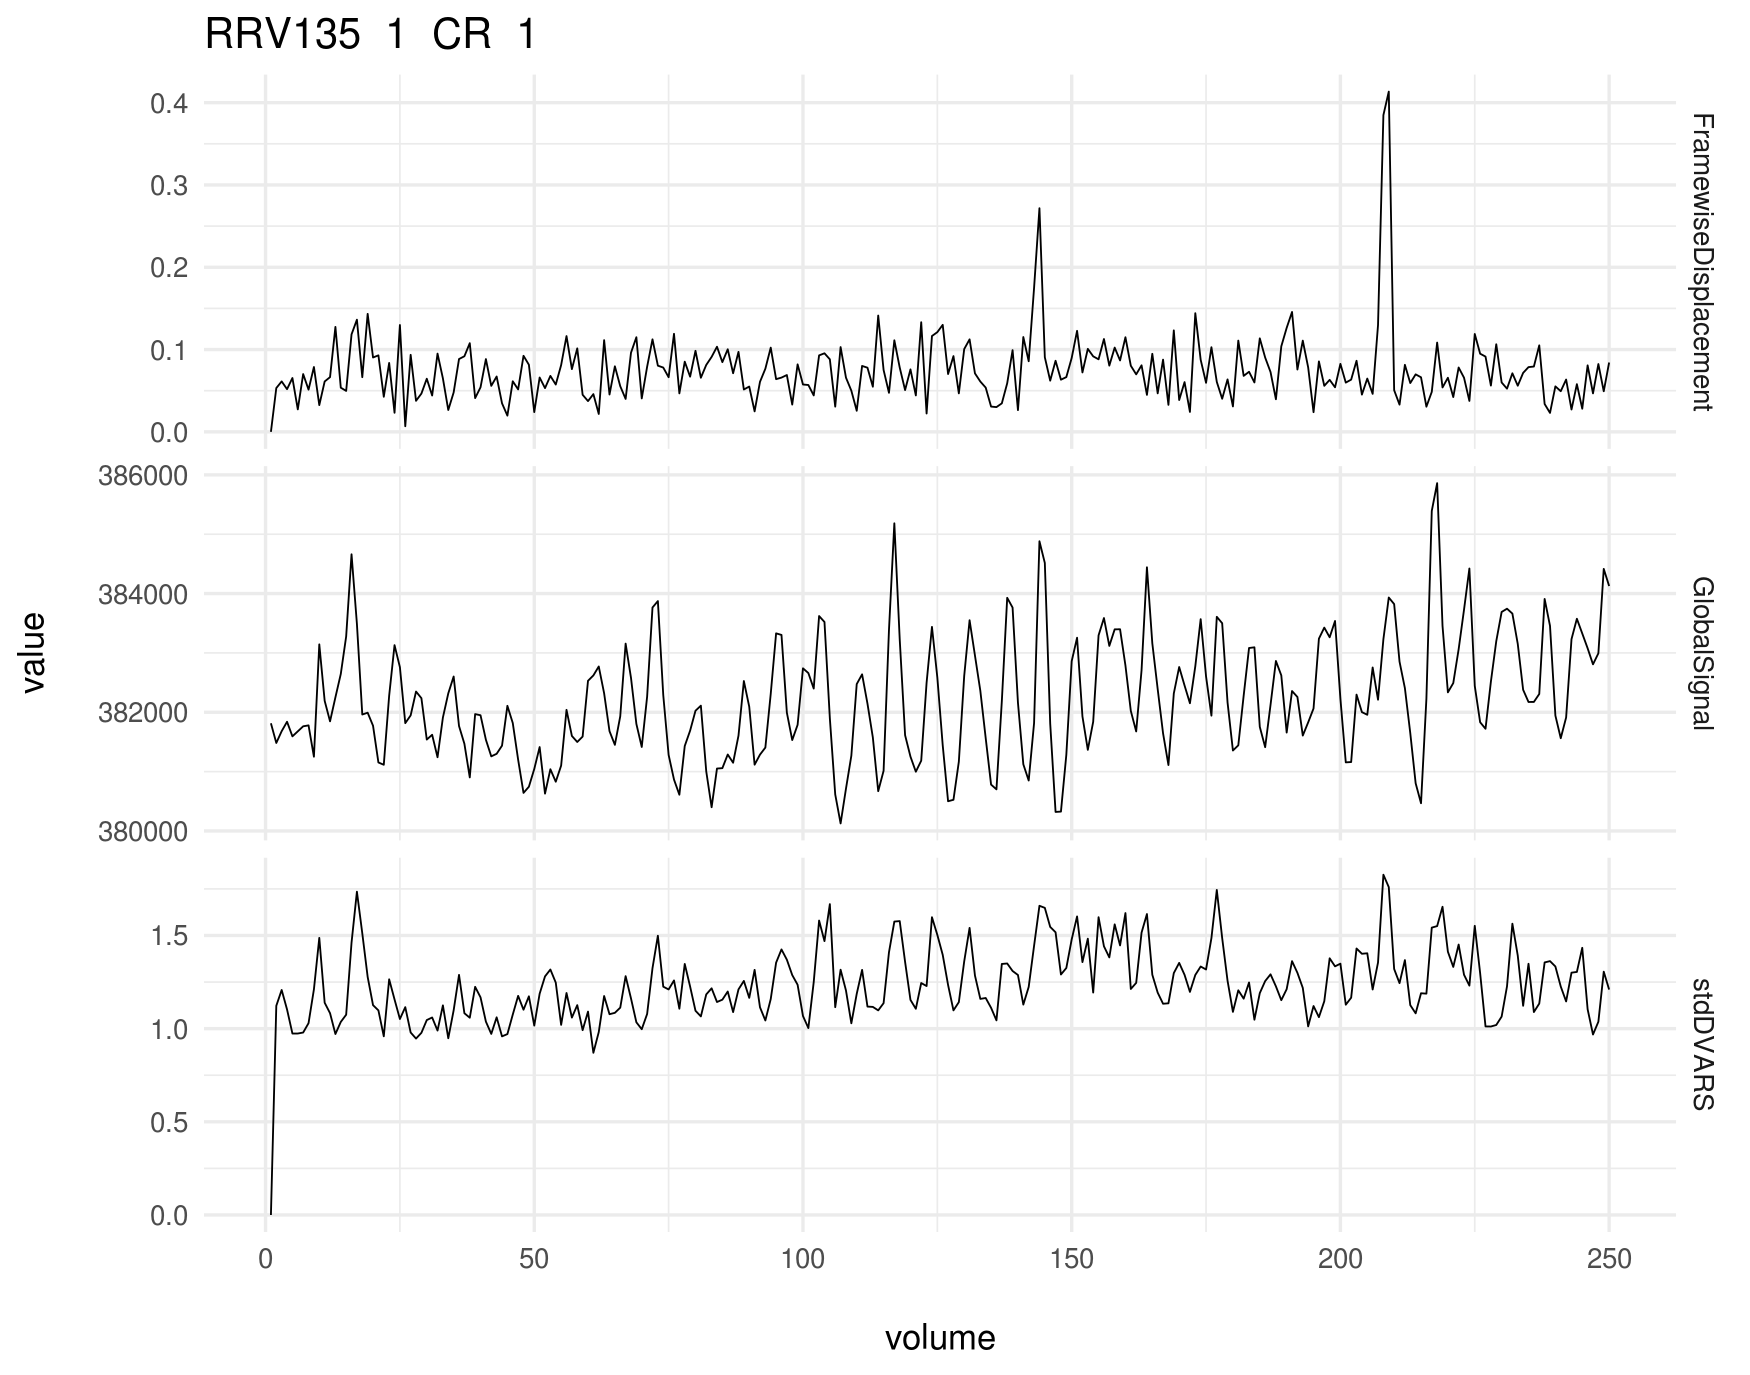 RRV135 1 CR 1
0.4
0.3
0.2
0.1
0.0
FramewiseDisplacement
386000
384000
382000
380000
GlobalSignal
value
1.5
1.0
0.5
0.0
stdDVARS
0 50 100 150 200 250
volume